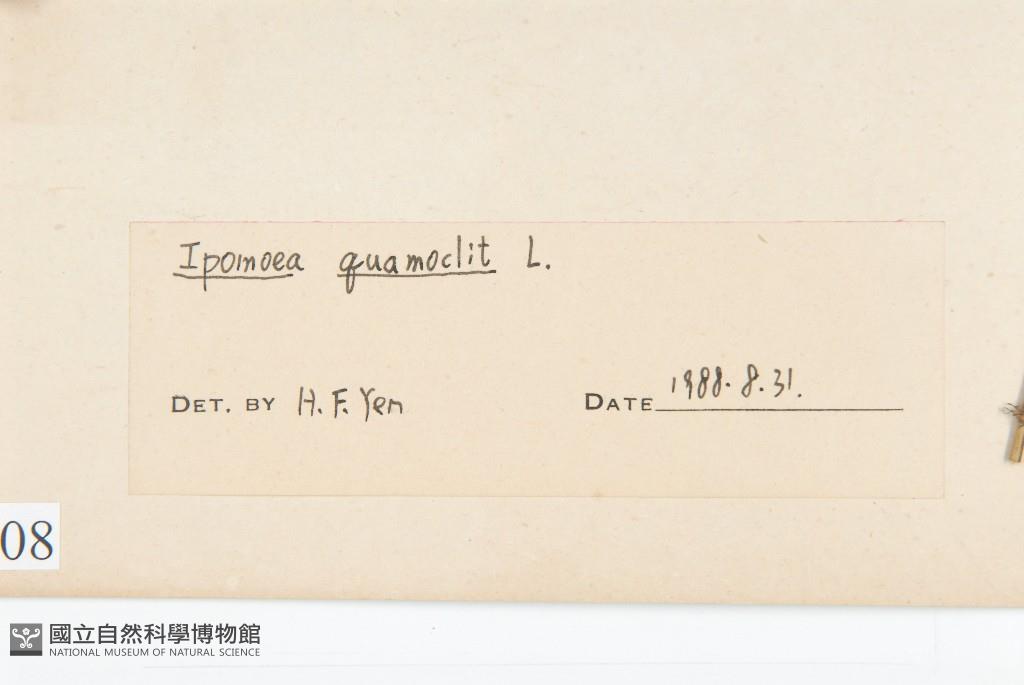 Ipomoea quamoclit L.
DET. BY H. F. Yen
DATE 1988. 8. 31.
08
國立自然科學博物館
NATIONAL MUSEUM OF NATURAL SCIENCE